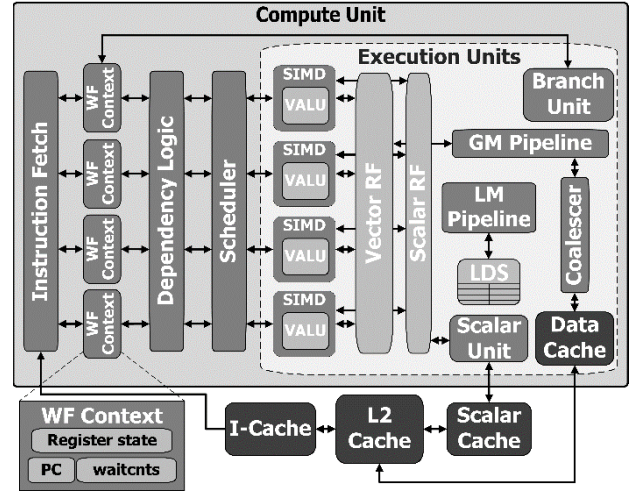 Compute Unit
Execution Units
Instruction Fetch
WF
Context
WF
Context
WF
Context
WF
Context
Dependency Logic
Scheduler
SIMD
VALU
SIMD
VALU
SIMD
VALU
SIMD
VALU
Vector RF
Scalar RF
Branch
Unit
GM Pipeline
LM
Pipeline
LDS
Coalescer
Scalar
Unit
Data
Cache
WF Context
Register state
PC
waitcnts
I-Cache
L2
Cache
Scalar
Cache